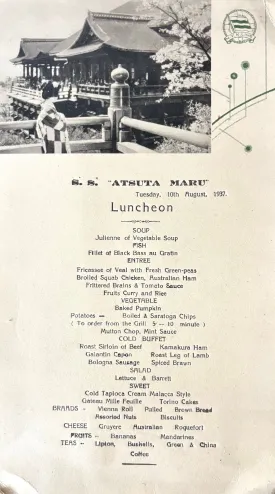 S. S. "ATSUTA MARU"
Tuesday, 10th August, 1937.
Luncheon
SOUP
Julienne of Vegetable Soup
FISH
Fillet of Black Bass au Gratin
ENTREE
Fricassee of Veal with Fresh Green-peas
Broiled Squab Chicken, Australian Ham
Frittered Brains & Tomato Sauce
Fruits Curry and Rice
VEGETABLE
Baked Pumpkin
Potatoes — Boiled & Saratoga Chips
( To order from the Grill 5 — 10 minute )
Mutton Chop, Mint Sauce
COLD BUFFET
Roast Sirloin of Beef Kamakura Ham
Galantin Capon Roast Leg of Lamb
Bologna Sausage Spiced Brawn
SALAD
Lettuce & Barrett
SWEET
Cold Tapioca Cream Malacca Style
Gateau Mille Feuille Torino Cakes
BREADS - Vienna Roll Pulled Brown Bread
Assorted Nuts Biscuits
CHEESE Gruyere Australian Roquefort
FRUITS - Bananas Mandarines
TEAS - Lipton, Buskells, Green & China
Coffee